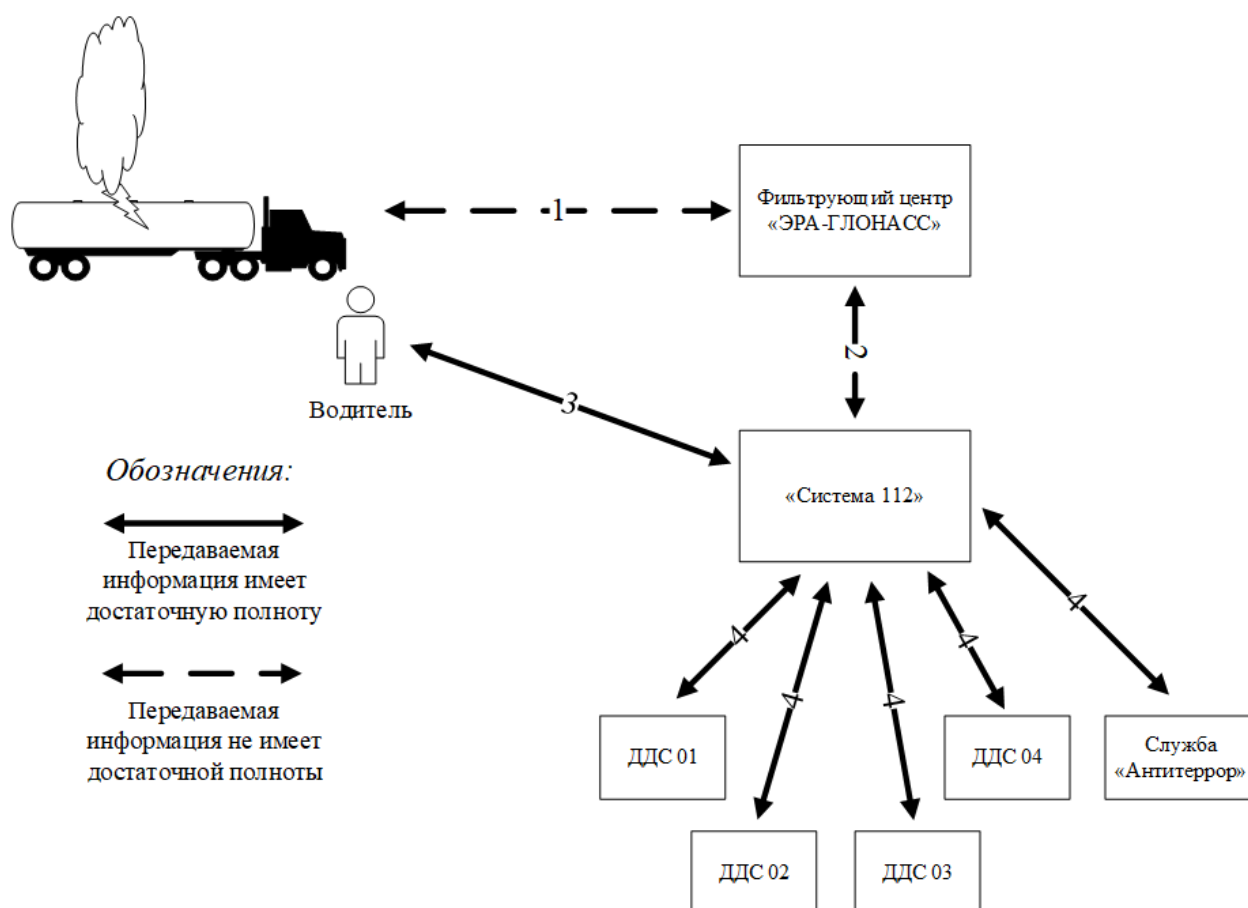 1
Фильтрующий центр
«ЭРА-ГЛОНАСС»
2
Водитель
3
«Система 112»
Обозначения:
Передаваемая
информация имеет
достаточную полноту
Передаваемая
информация не имеет
достаточной полноты
4
4
4
4
4
ДДС 01
ДДС 04
Служба
«Антитеррор»
ДДС 02
ДДС 03